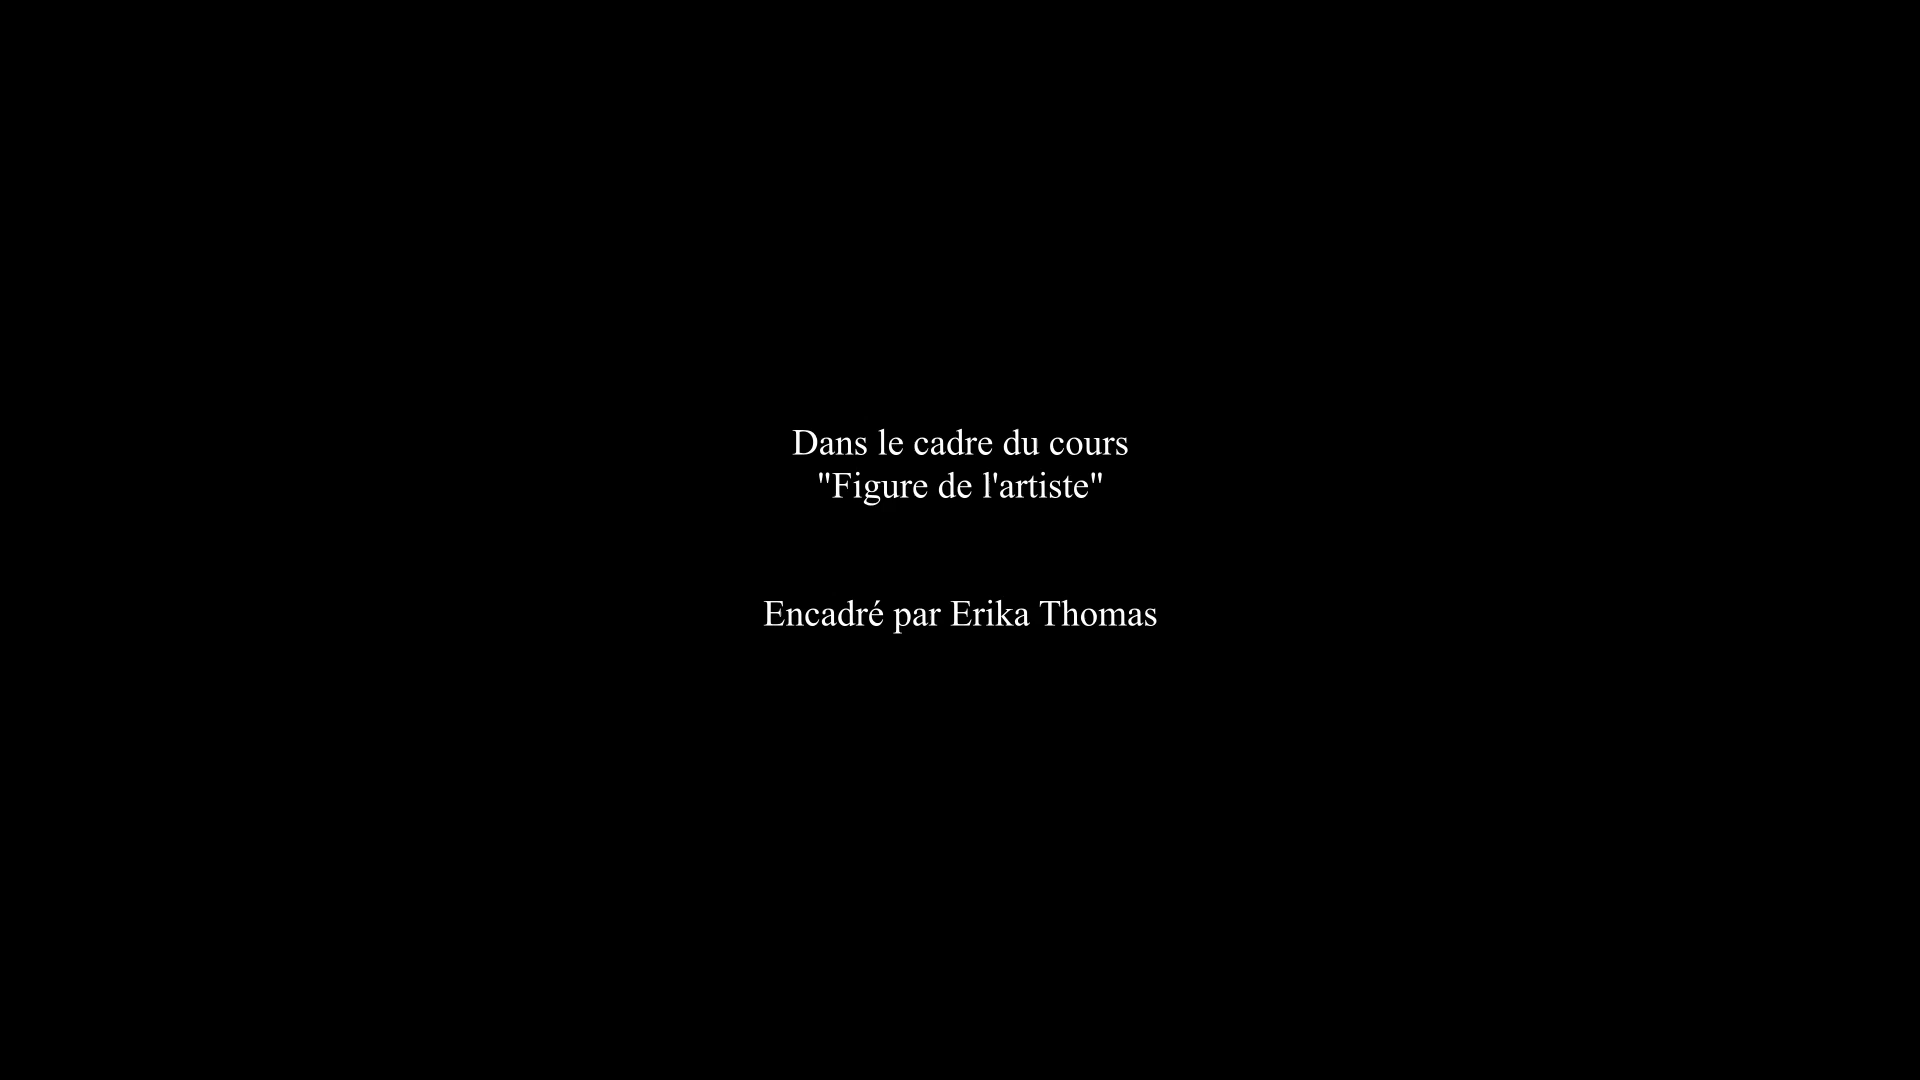 Dans le cadre du cours
"Figure de l'artiste"
Encadré par Erika Thomas